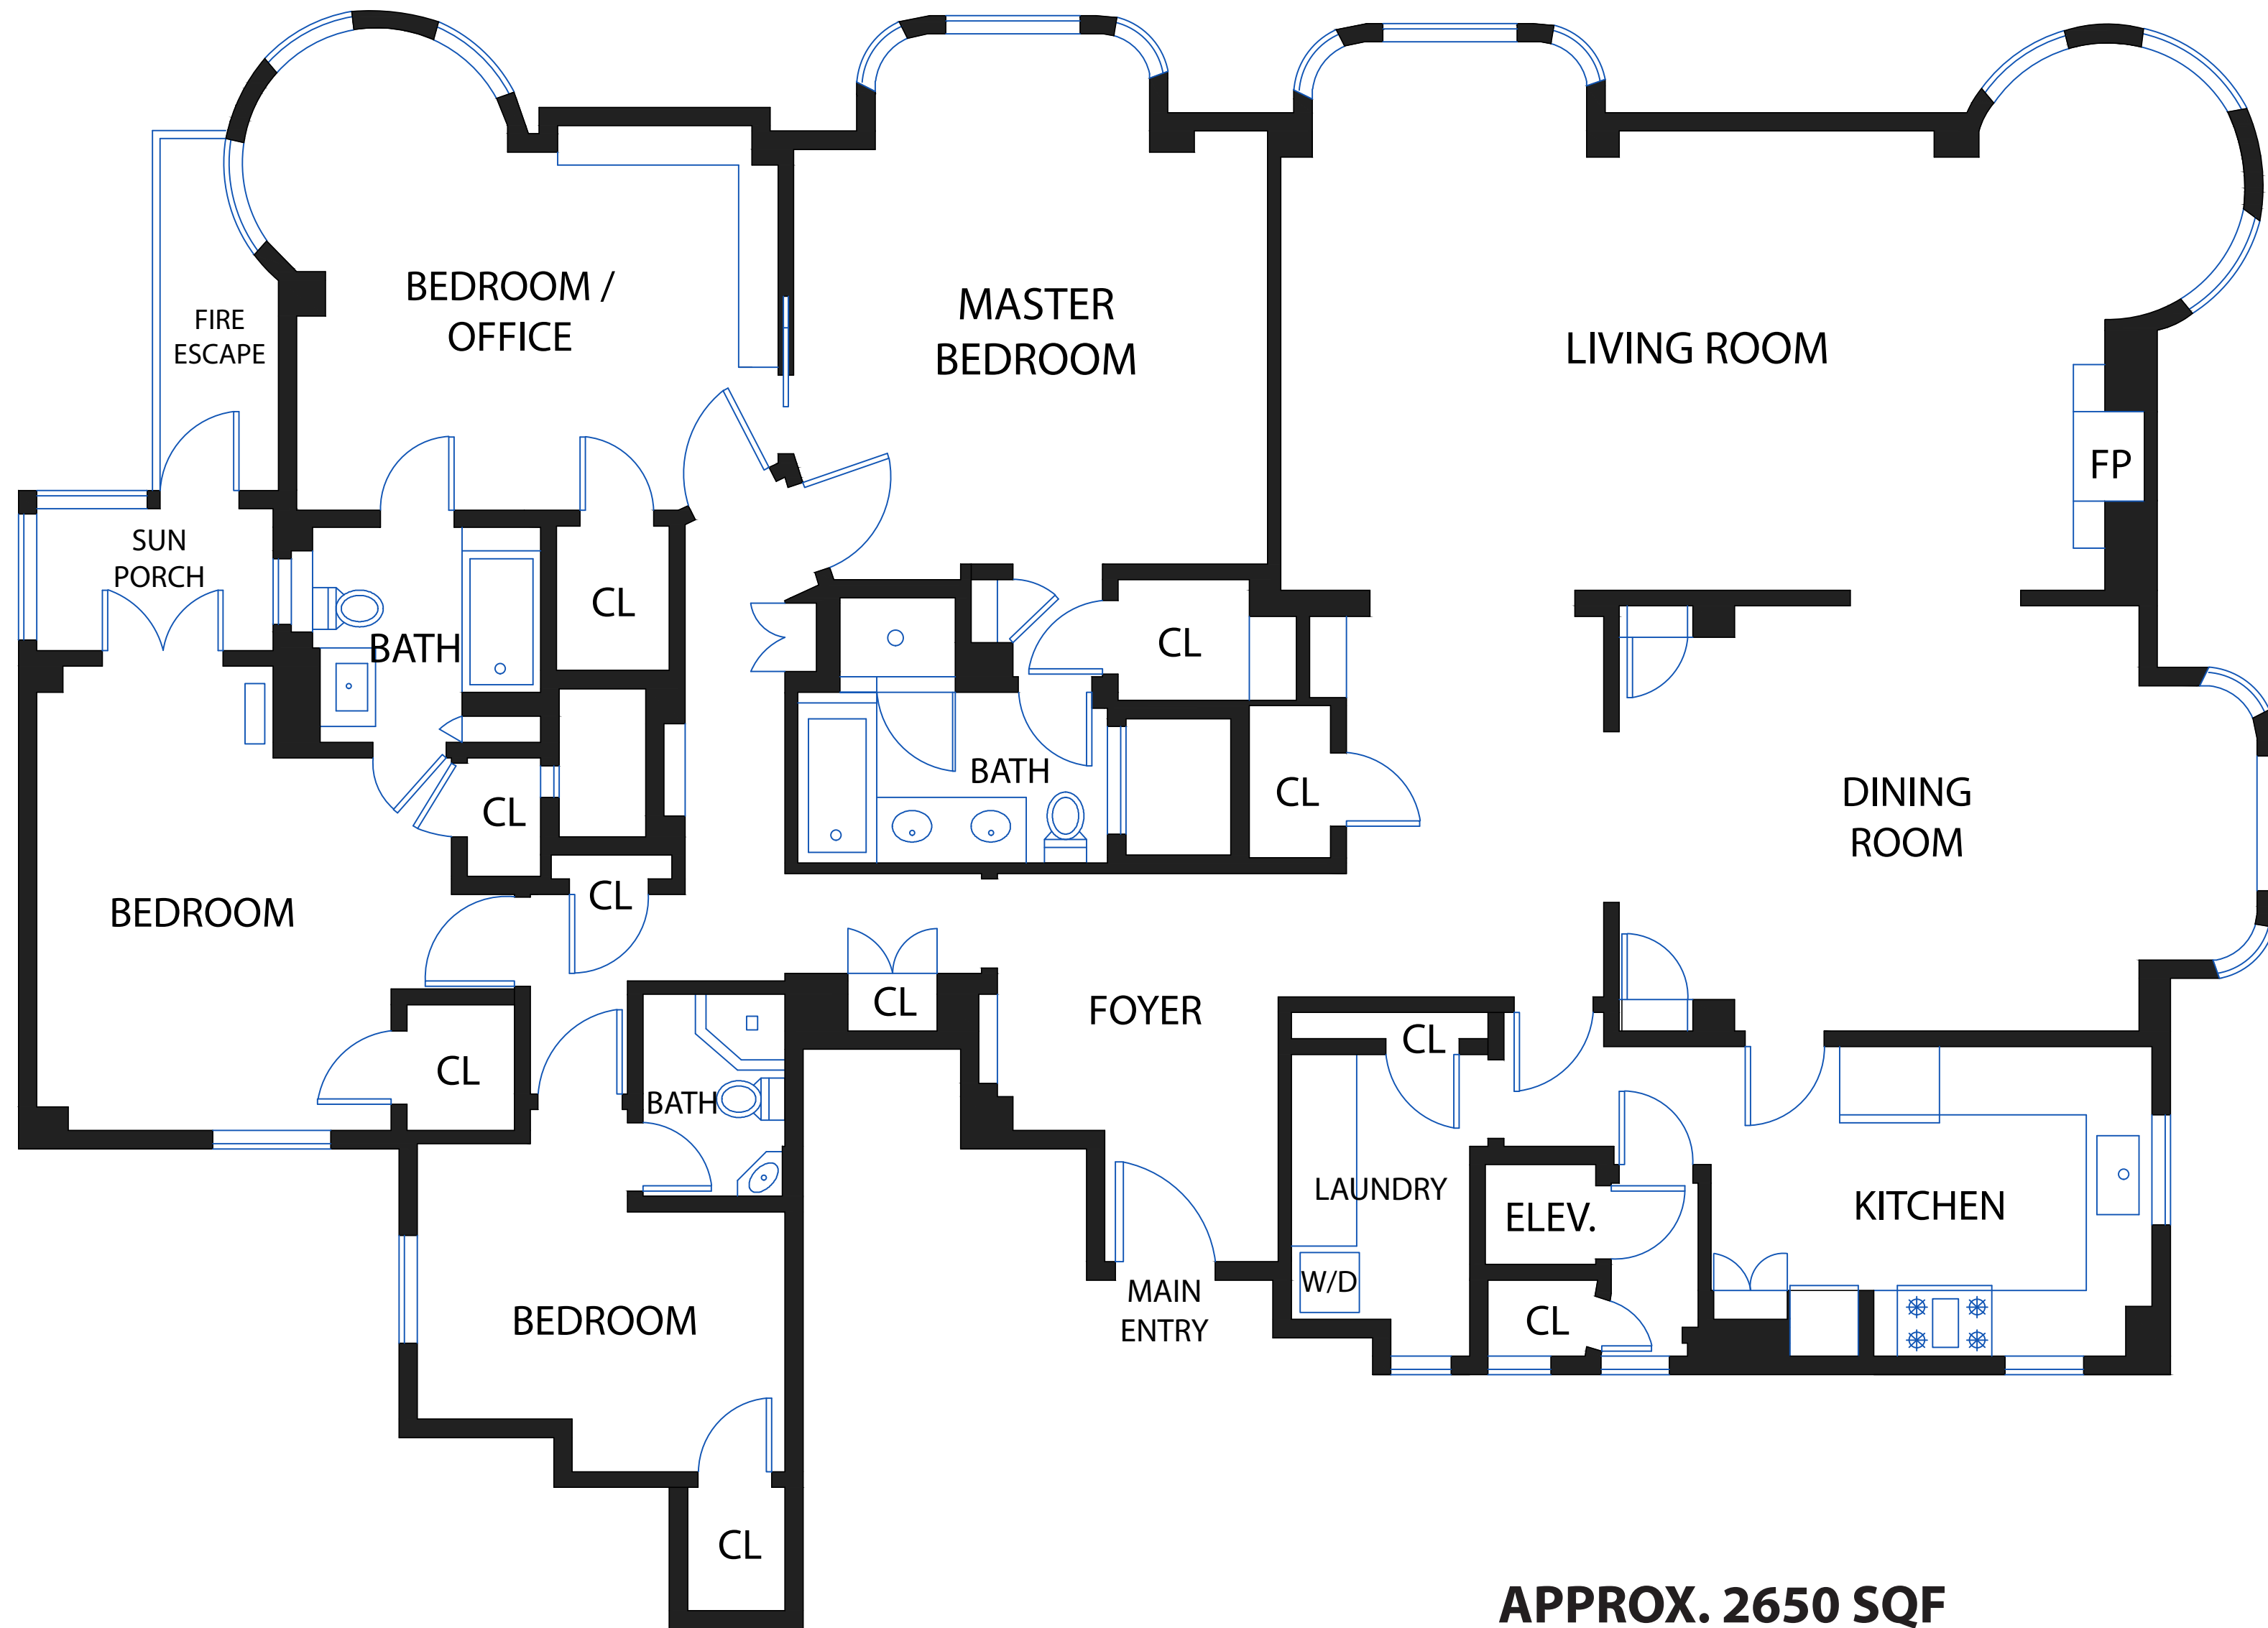 BEDROOM /
OFFICE
MASTER
BEDROOM
LIVING ROOM
FIRE
ESCAPE
FP
SUN
PORCH
BATH
CL
CL
BATH
CL
CL
DINING
ROOM
CL
BEDROOM
CL
FOYER
CL
CL
BATH
LAUNDRY
ELEV.
KITCHEN
W/D
MAIN
ENTRY
BEDROOM
CL
CL
APPROX. 2650 SQF